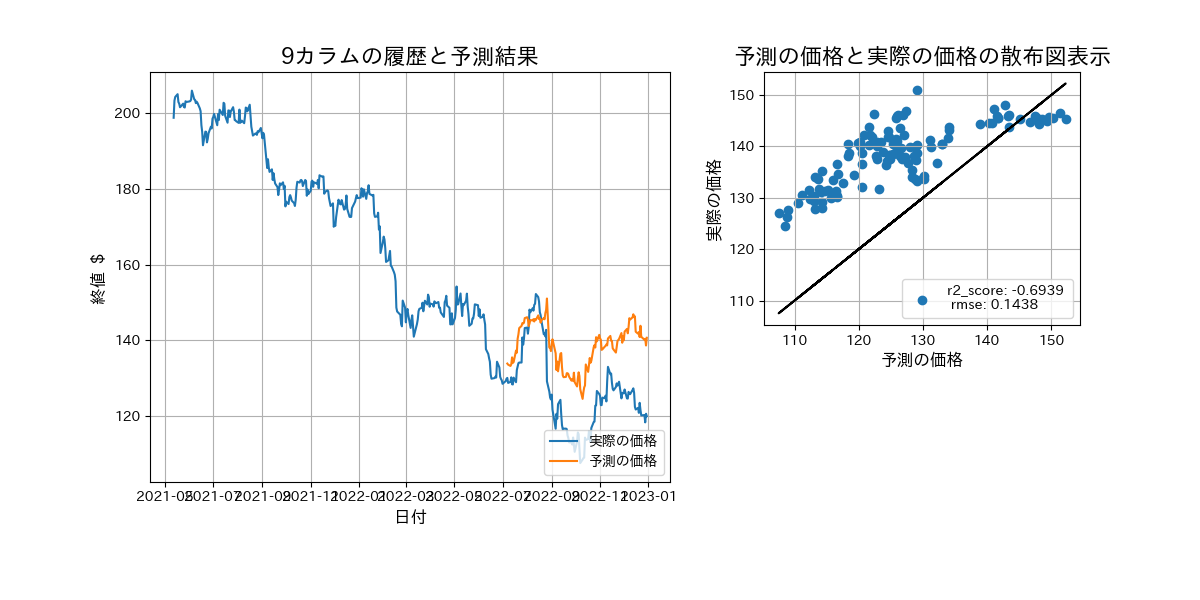 9カラムの履歴と予測結果
終値 $
200
180
160
140
120
2021-05
2021-07
2021-09
2021-11
2022-01
2022-03
2022-05
2022-07
2022-09
2022-11
2023-01
日付
実際の価格
予測の価格
予測の価格と実際の価格の散布図表示
実際の価格
150
140
130
120
110
110
120
130
140
150
予測の価格
r2_score: -0.6939
rmse: 0.1438